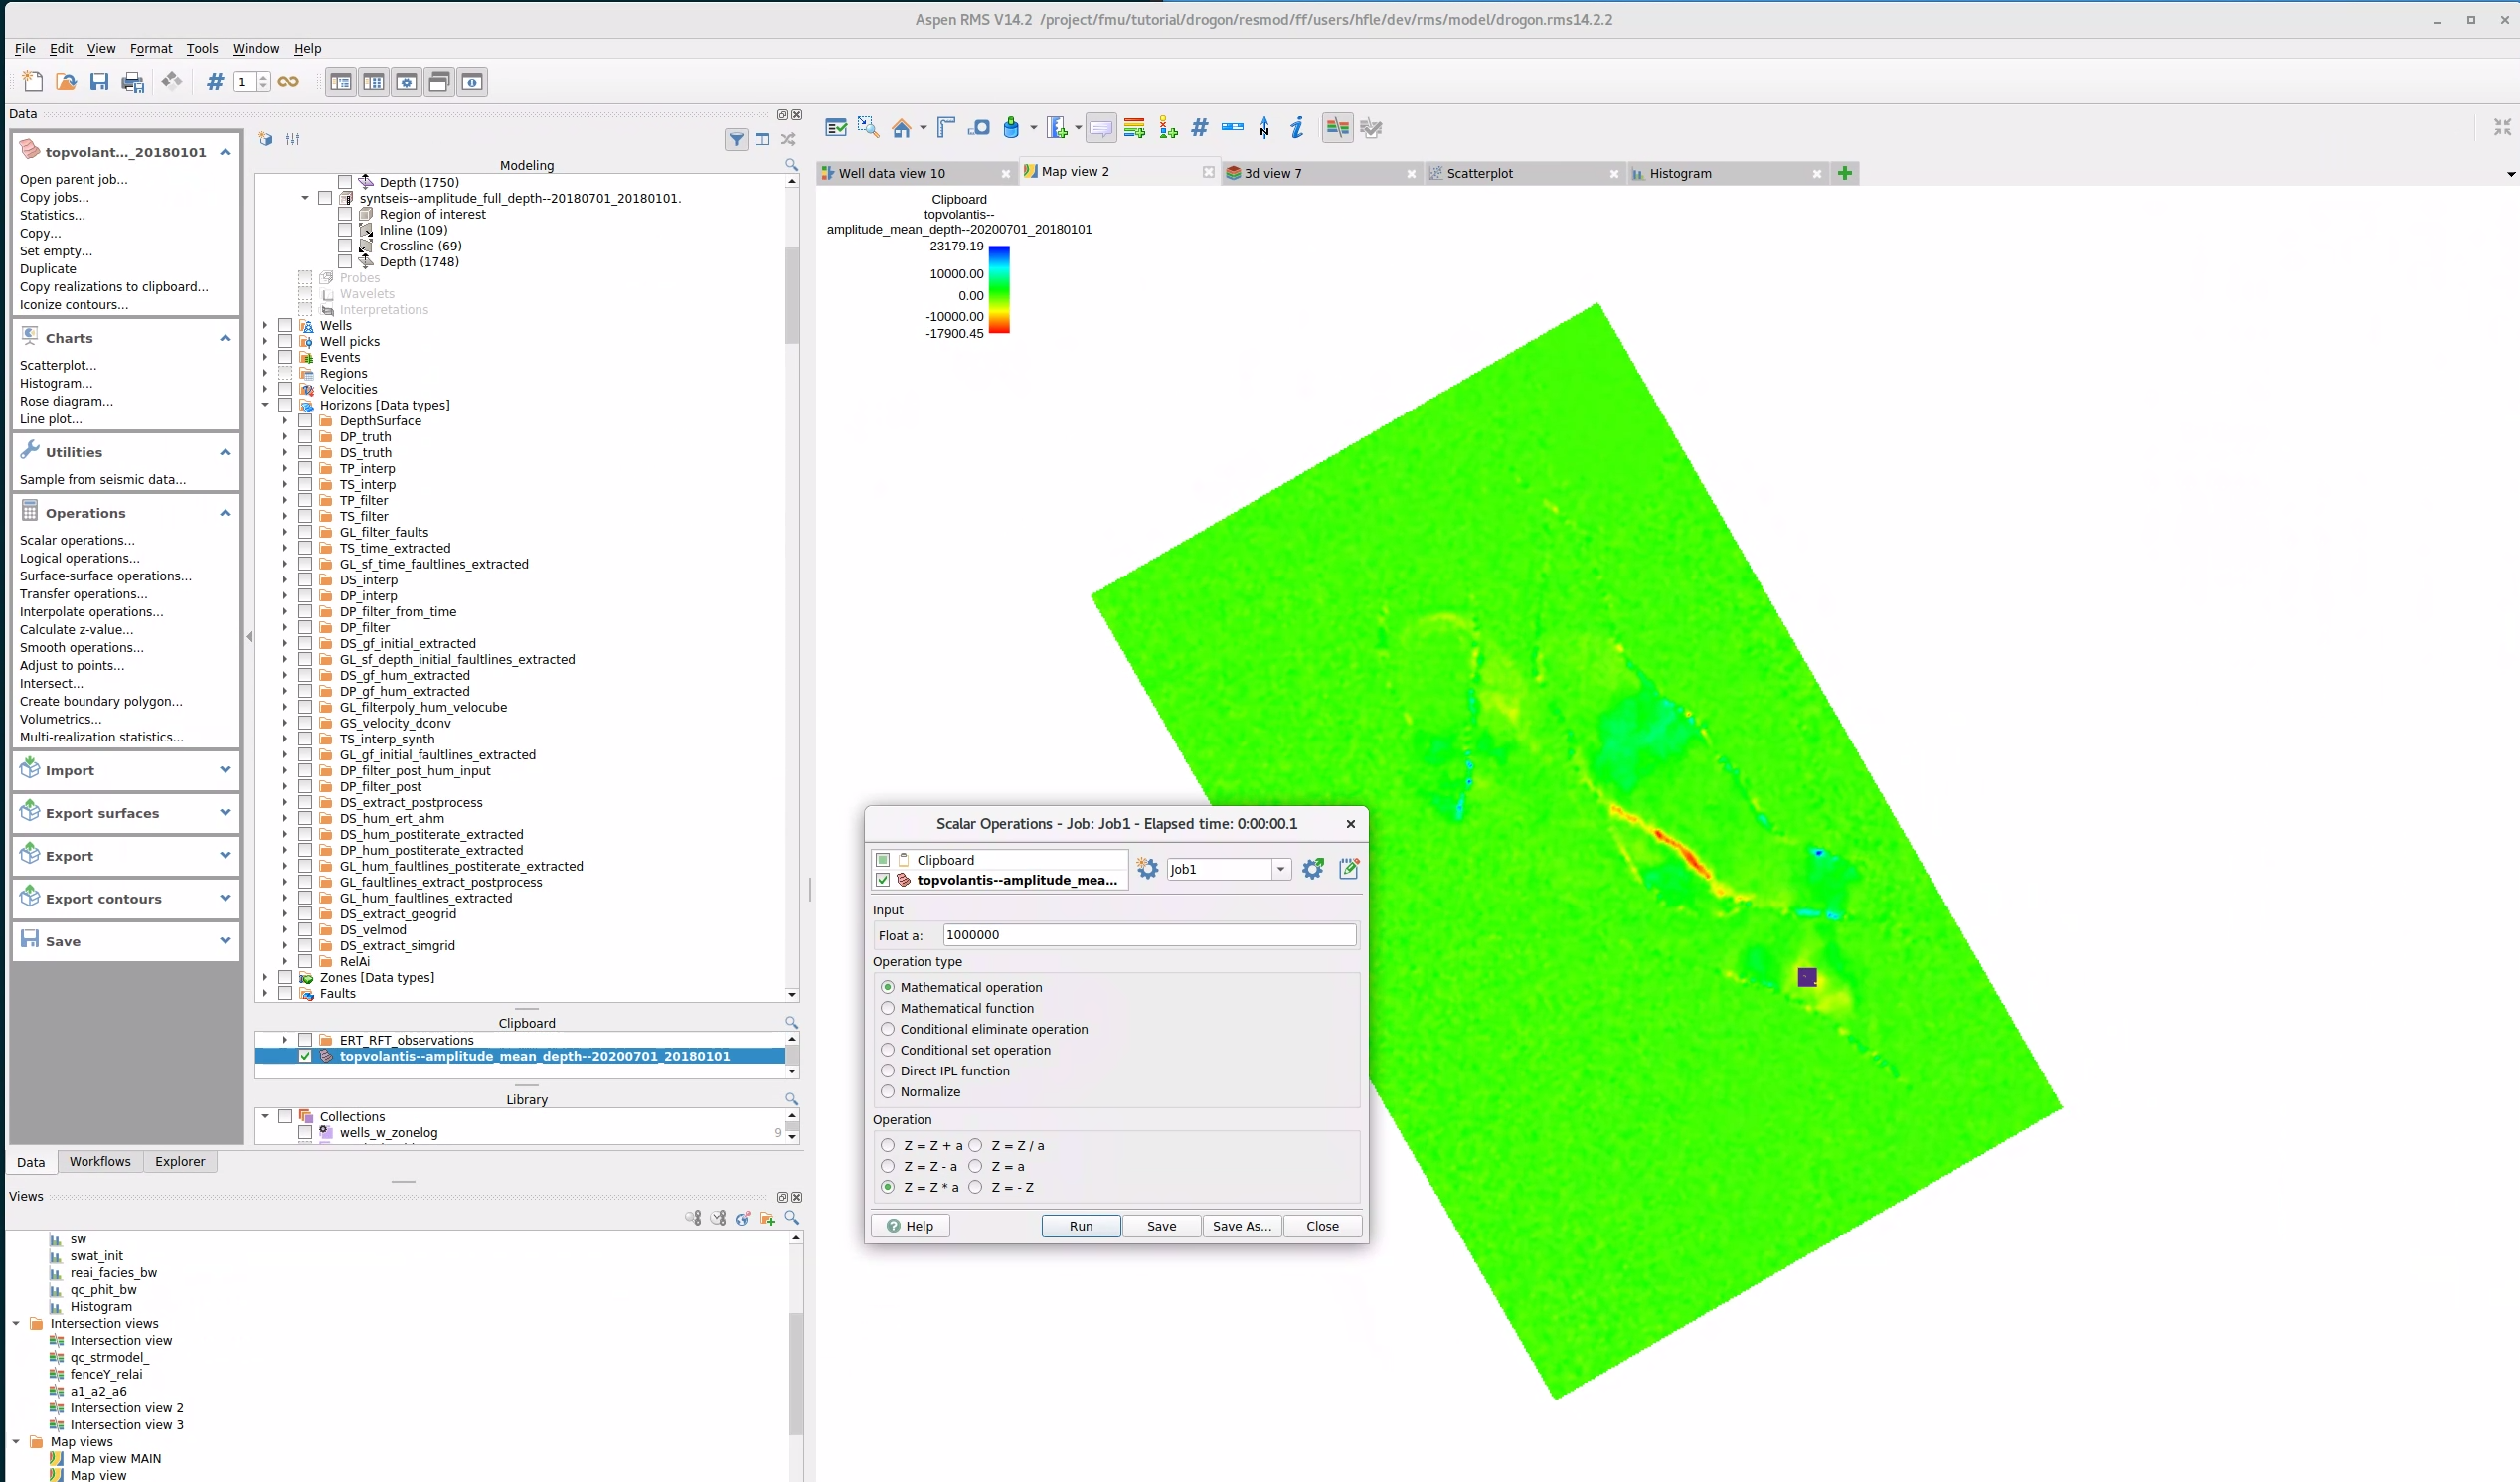 Aspen RMS V14.2 /project/fmu/tutorial/drogon/resmod/ff/users/hfle/dev/rms/model/drogon.rms14.2.2
File Edit View Format Tools Window Help
1
Data
topvolant..._20180101
Open parent job...
Copy jobs...
Statistics...
Copy...
Set empty...
Duplicate
Copy realizations to clipboard...
Iconize contours...
Charts
Scatterplot...
Histogram...
Rose diagram...
Line plot...
Utilities
Sample from seismic data...
Operations
Scalar operations...
Logical operations...
Surface-surface operations...
Transfer operations...
Interpolate operations...
Calculate z-value...
Smooth operations...
Adjust to points...
Intersect...
Create boundary polygon...
Volumetrics...
Multi-realization statistics...
Import
Export surfaces
Export
Export contours
Save
Modeling
Depth (1750)
syntseis--amplitude_full_depth--20180701_20180101.
Region of interest
Inline (109)
Crossline (69)
Depth (1748)
Probes
Wavelets
Interpretations
Wells
Well picks
Events
Regions
Velocities
Horizons [Data types]
DepthSurface
DP_truth
DS_truth
TP_interp
TS_interp
TP_filter
TS_filter
GL_filter_faults
TS_time_extracted
GL_sf_time_faultlines_extracted
DS_interp
DP_interp
DP_filter_from_time
DP_filter
DS_gf_initial_extracted
GL_sf_depth_initial_faultlines_extracted
DS_gf_hum_extracted
DP_gf_hum_extracted
GL_filterpoly_hum_velocube
GS_velocity_dconv
TS_interp_synth
GL_gf_initial_faultlines_extracted
DP_filter_post_hum_input
DP_filter_post
DS_extract_postprocess
DS_hum_ert_ahm
DS_hum_postiterate_extracted
DP_hum_postiterate_extracted
GL_hum_faultlines_postiterate_extracted
GL_faultlines_extract_postprocess
GL_hum_faultlines_extracted
DS_extract_geogrid
DS_velmod
DS_extract_simgrid
RelAi
Zones [Data types]
Faults
Clipboard
ERT_RFT_observations
topvolantis--amplitude_mean_depth--20200701_20180101
Library
Collections
wells_w_zonelog 9
Data Workflows Explorer
Views
sw
swat_init
reai_facies_bw
qc_phit_bw
Histogram
Intersection views
Intersection view
qc_strmodel_
fenceY_relai
a1_a2_a6
Intersection view 2
Intersection view 3
Map views
Map view MAIN
Map view
Well data view 10 Map view 2 3d view 7 Scatterplot Histogram
Clipboard
topvolantis--
amplitude_mean_depth--20200701_20180101
23179.19
10000.00
0.00
-10000.00
-17900.45
Scalar Operations - Job: Job1 - Elapsed time: 0:00:00.1
Clipboard
topvolantis--amplitude_mea...
Job1
Input
Float a: 1000000
Operation type
Mathematical operation
Mathematical function
Conditional eliminate operation
Conditional set operation
Direct IPL function
Normalize
Operation
Z = Z + a Z = Z / a
Z = Z - a Z = a
Z = Z * a Z = - Z
Help Run Save Save As... Close